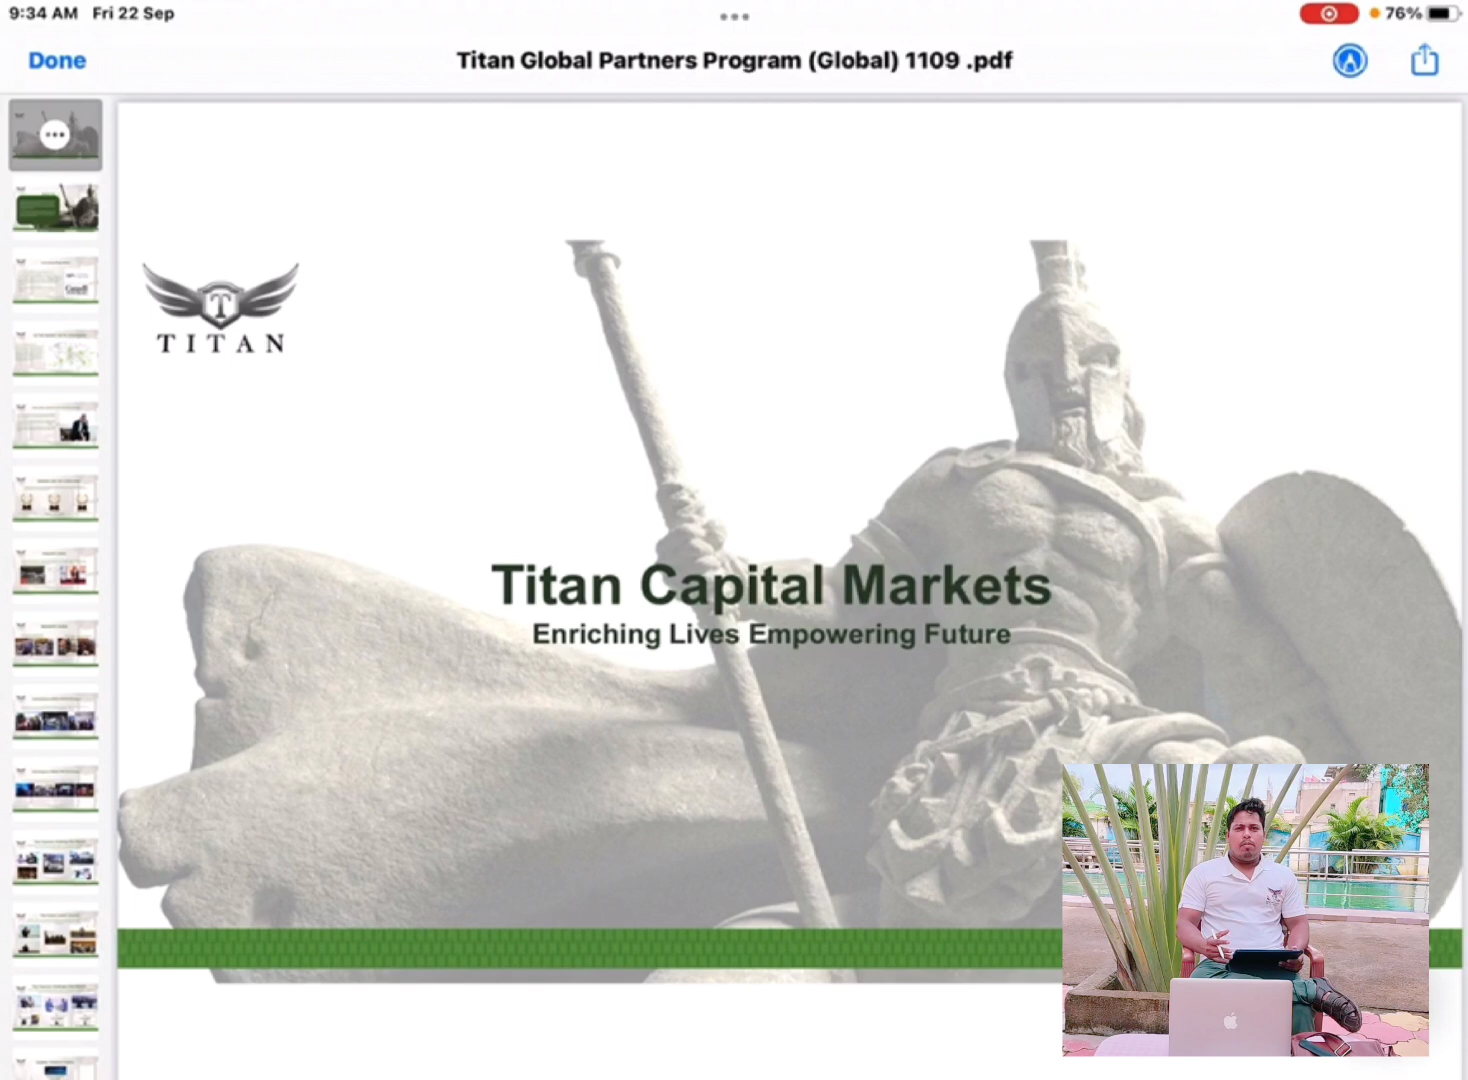 9:34 AM Fri 22 Sep
76%
Done
Titan Global Partners Program (Global) 1109 .pdf
T
TITAN
Titan Capital Markets
Enriching Lives Empowering Future